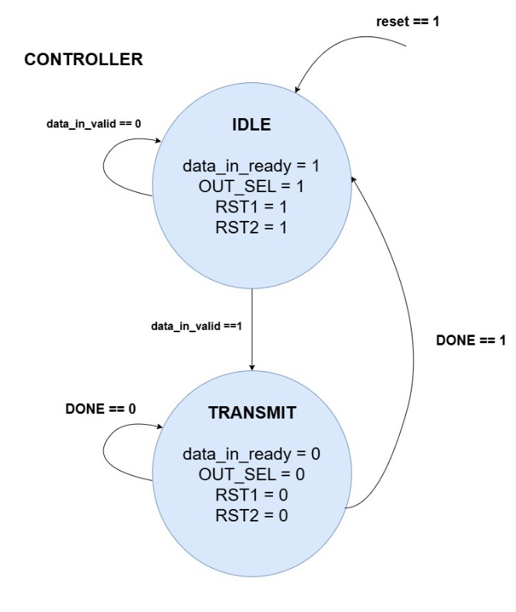 reset == 1
CONTROLLER
data_in_valid == 0
IDLE
data_in_ready = 1
OUT_SEL = 1
RST1 = 1
RST2 = 1
data_in_valid ==1
DONE == 1
DONE == 0
TRANSMIT
data_in_ready = 0
OUT_SEL = 0
RST1 = 0
RST2 = 0